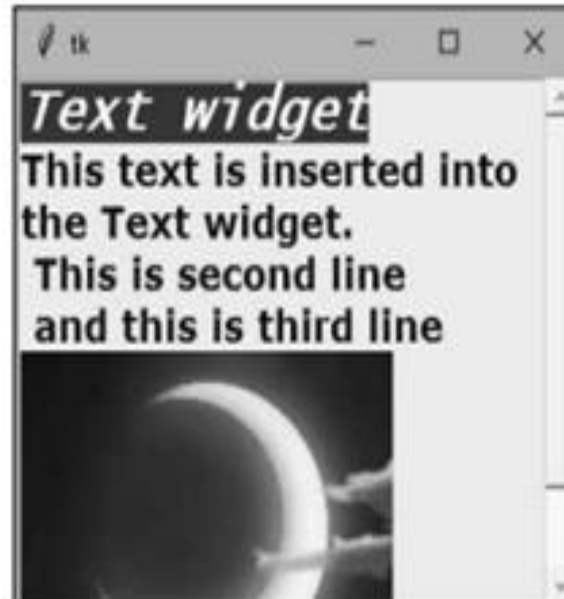 tk
Text widget
This text is inserted into
the Text widget.
This is second line
and this is third line